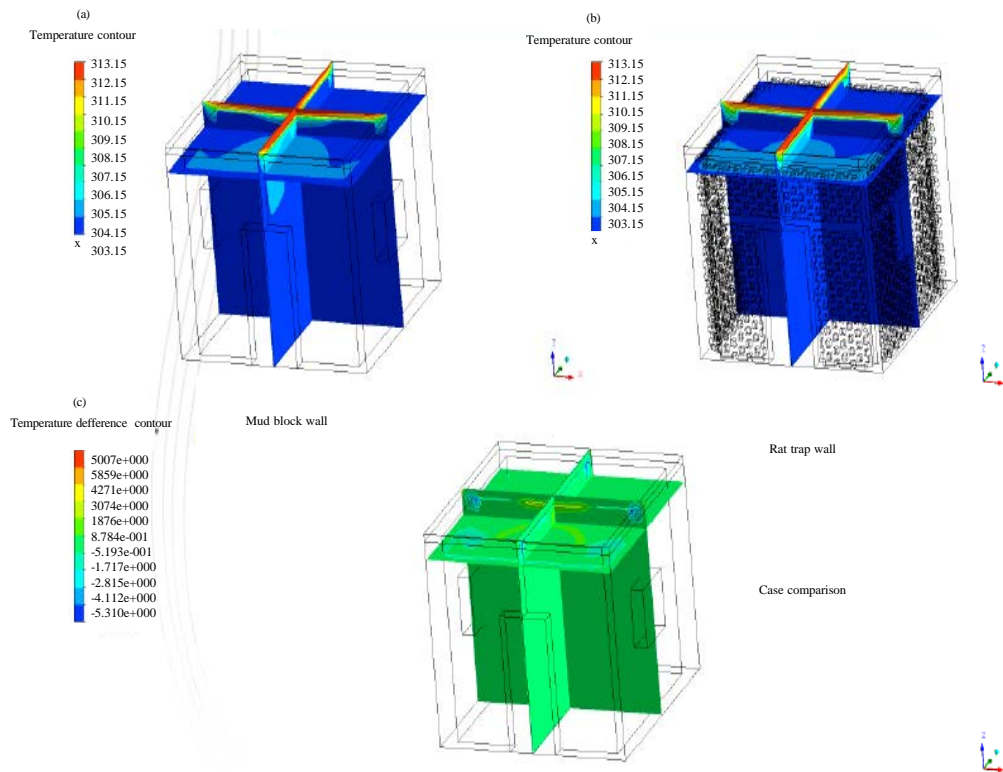 (a)
Temperature contour
313.15
312.15
311.15
310.15
309.15
308.15
307.15
306.15
305.15
304.15
x
303.15
(b)
Temperature contour
313.15
312.15
311.15
310.15
309.15
308.15
307.15
306.15
305.15
304.15
303.15
x
(c)
Temperature defference contour
5007e+000
5859e+000
4271e+000
3074e+000
1876e+000
8.784e-001
-5.193e-001
-1.717e+000
-2.815e+000
-4.112e+000
-5.310e+000
Mud block wall
Rat trap wall
Case comparison